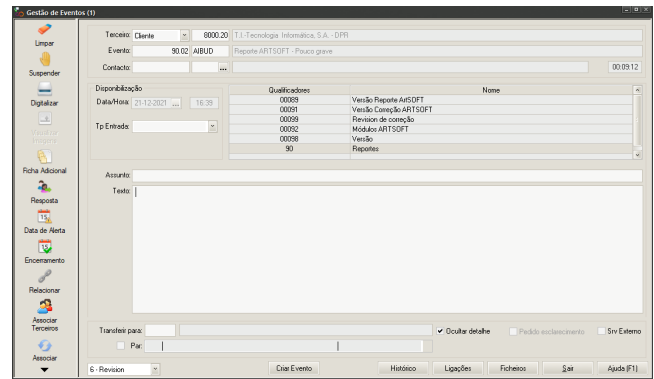 Gestão de Eventos (1)
Limpar
Suspender
Digitalizar
Ficha Adicional
Resposta
Data de Alerta
Encerramento
Relacionar
Associar
Terceiros
Associar
Terceiro: Cliente 8000.20 T.I.-Tecnologia Informática, S.A. - DPR
Evento: 90.02 AIBUD Reporte ARTSOFT - Pouco grave
Contacto: ... 00:09:12
Disponibilização
Data/Hora: 21-12-2021 ... 16:39
Tp Entrada:
Qualificadores Nome
00089 Versão Reporte ArtSOFT
00091 Versão Correção ARTSOFT
00099 Revision de correção
00092 Módulos ARTSOFT
00098 Versão
90 Reportes
Assunto:
Texto:
Transferir para: Ocultar detalhe Pedido esclarecimento Srv Externo
Par:
6 - Revision Criar Evento Histórico Ligações Ficheiros Sair Ajuda (F1)